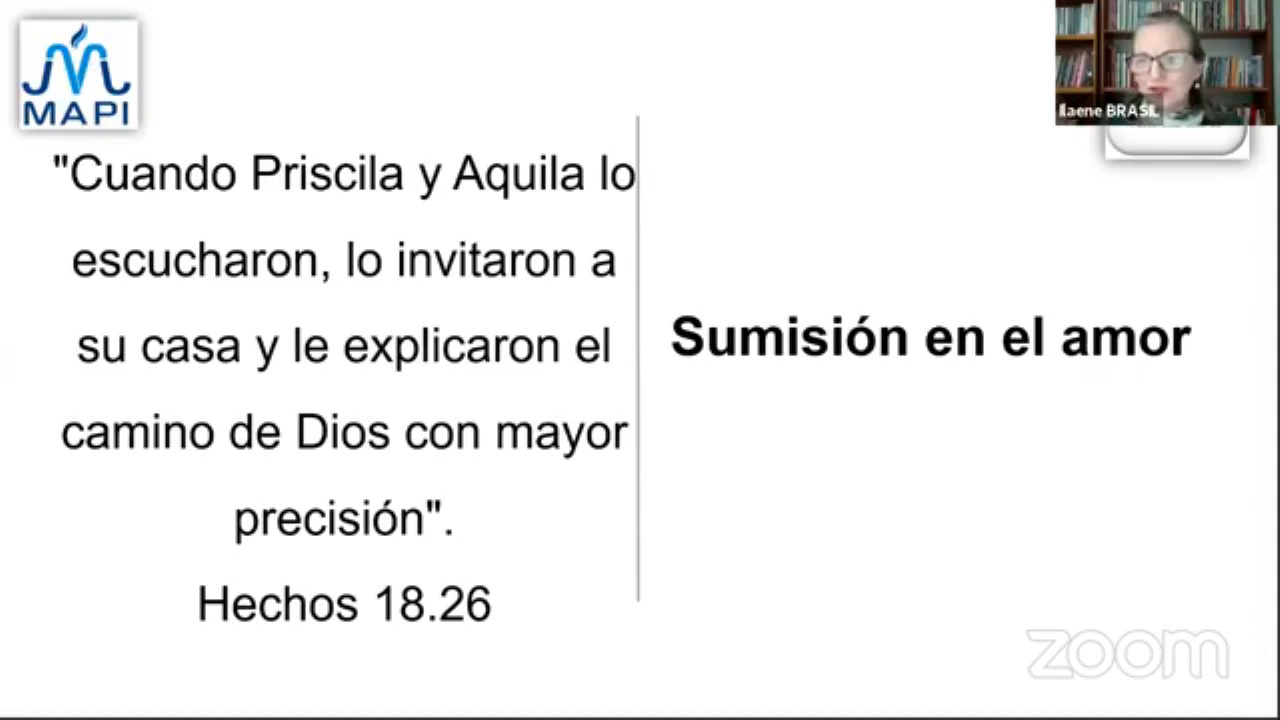 MAPI
"Cuando Priscila y Aquila lo
escucharon, lo invitaron a
su casa y le explicaron el
camino de Dios con mayor
precisión".
Hechos 18.26
Sumisión en el amor
BRASIL
zoom